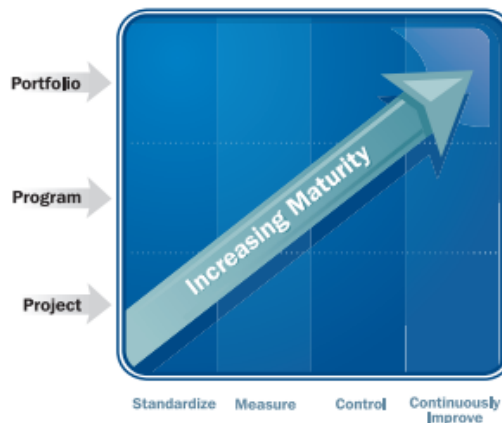 Portfolio
Program
Project
Increasing Maturity
Standardize
Measure
Control
Continuously
Improve